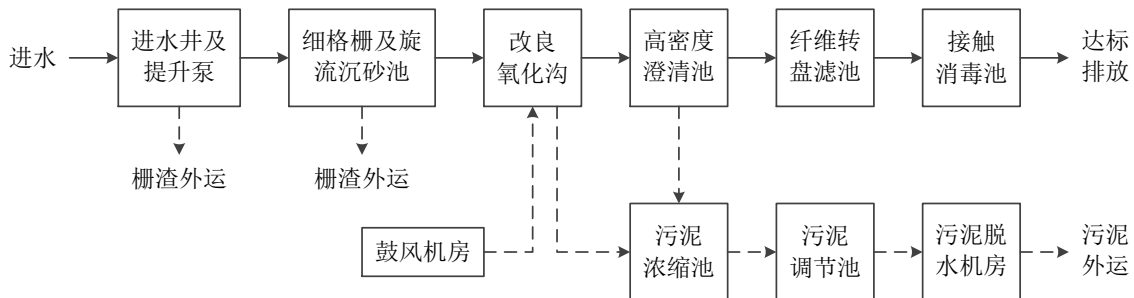 进水
进水井及
提升泵
细格栅及旋
流沉砂池
改良
氧化沟
高密度
澄清池
纤维转
盘滤池
接触
消毒池
达标
排放
栅渣外运
栅渣外运
鼓风机房
污泥
浓缩池
污泥
调节池
污泥脱
水机房
污泥
外运